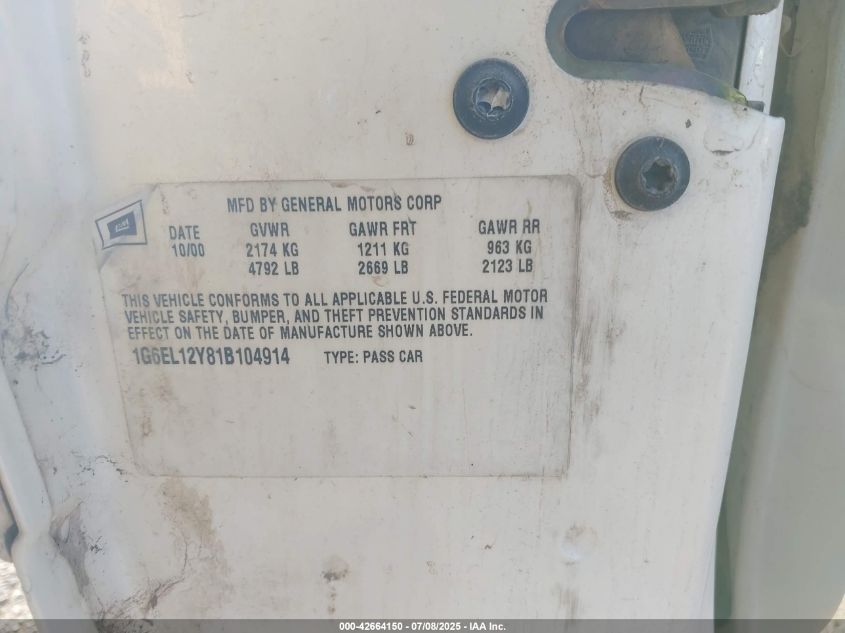 MFD BY GENERAL MOTORS CORP
DATE GVWR GAWR FRT GAWR RR
10/00 2174 KG 1211 KG 963 KG
4792 LB 2669 LB 2123 LB
THIS VEHICLE CONFORMS TO ALL APPLICABLE U.S. FEDERAL MOTOR
VEHICLE SAFETY, BUMPER, AND THEFT PREVENTION STANDARDS IN
EFFECT ON THE DATE OF MANUFACTURE SHOWN ABOVE.
1G6EL12Y81B104914 TYPE: PASS CAR
000-42664150 - 07/08/2025 - IAA Inc.